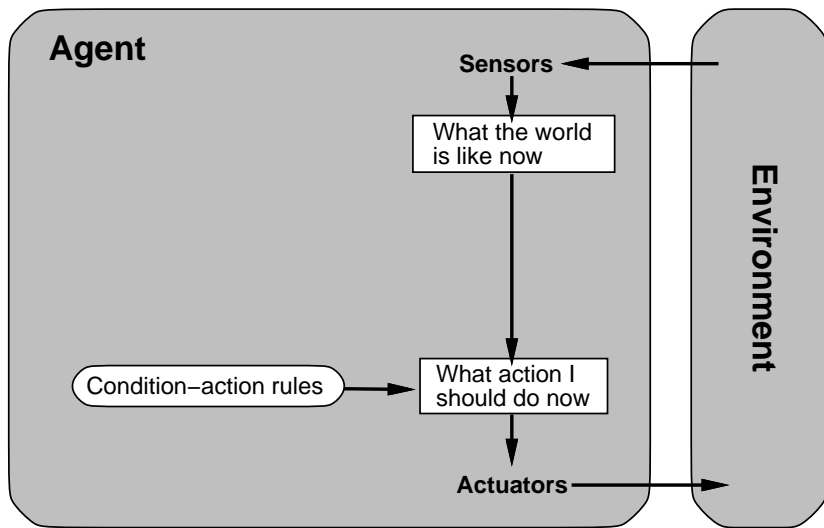 Agent
Sensors
What the world
is like now
Environment
Condition−action rules
What action I
should do now
Actuators